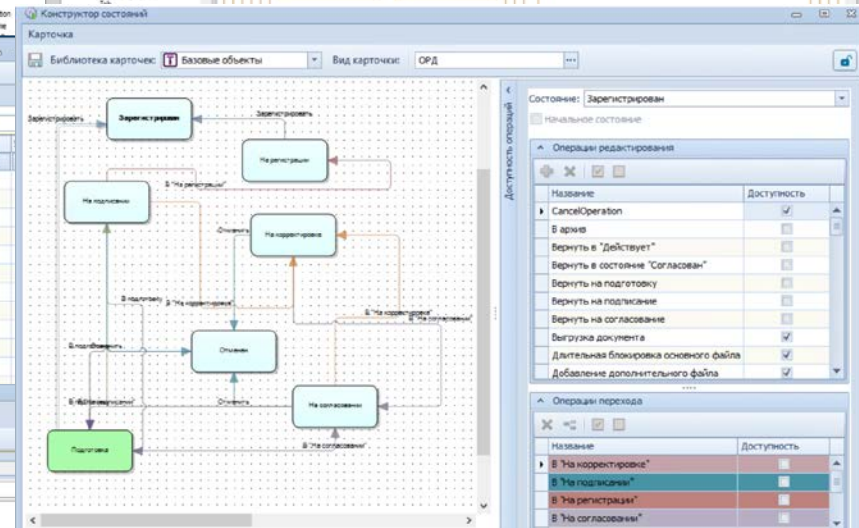 Конструктор состояний
Карточка
Библиотека карточек: Базовые объекты Вид карточки: ОРД
Зарегистрировать
Зарегистрирован
Зарегистрировать
На регистрации
В "На регистрации"
На подписании
Отменить
На корректировке
В подготовку
В "На корректировке"
В "На корректировке"
В "На согласовании"
Отменен
Отменить
На согласовании
В "На согласовании"
Подготовка
Доступность операций
Состояние: Зарегистрирован
Начальное состояние
Операции редактирования
Название Доступность
CancelOperation
В архив
Вернуть в "Действует"
Вернуть в состояние "Согласован"
Вернуть на подготовку
Вернуть на подписание
Вернуть на согласование
Выгрузка документа
Длительная блокировка основного файла
Добавление дополнительного файла
Операции перехода
Название Доступность
В "На корректировке"
В "На подписании"
В "На регистрации"
В "На согласовании"